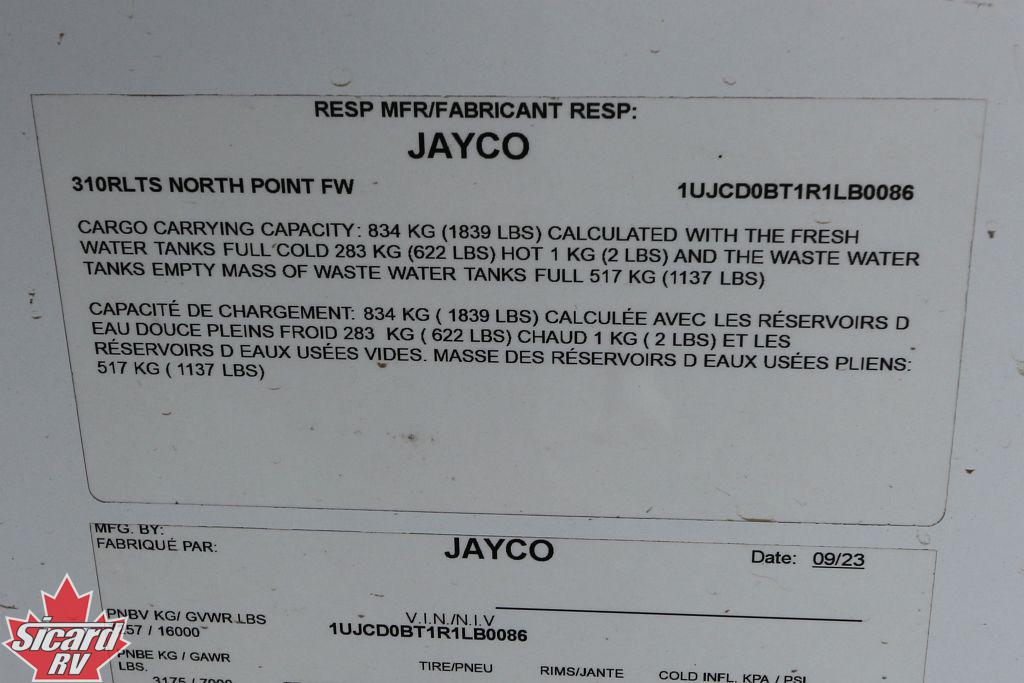 RESP MFR/FABRICANT RESP:
JAYCO
310RLTS NORTH POINT FW 1UJCD0BT1R1LB0086
CARGO CARRYING CAPACITY: 834 KG (1839 LBS) CALCULATED WITH THE FRESH
WATER TANKS FULL COLD 283 KG (622 LBS) HOT 1 KG (2 LBS) AND THE WASTE WATER
TANKS EMPTY MASS OF WASTE WATER TANKS FULL 517 KG (1137 LBS)
CAPACITÉ DE CHARGEMENT: 834 KG ( 1839 LBS) CALCULÉE AVEC LES RÉSERVOIRS D
EAU DOUCE PLEINS FROID 283 KG ( 622 LBS) CHAUD 1 KG ( 2 LBS) ET LES
RÉSERVOIRS D EAUX USÉES VIDES. MASSE DES RÉSERVOIRS D EAUX USÉES PLIENS:
517 KG ( 1137 LBS)
MFG. BY:
FABRIQUÉ PAR: JAYCO Date: 09/23
PNBV KG/ GVWR LBS V.I.N./N.I.V
57 / 16000 1UJCD0BT1R1LB0086
PNBE KG / GAWR TIRE/PNEU RIMS/JANTE COLD INFL. KPA / PSI
LBS.
3175 / 7000
Sicard
RV